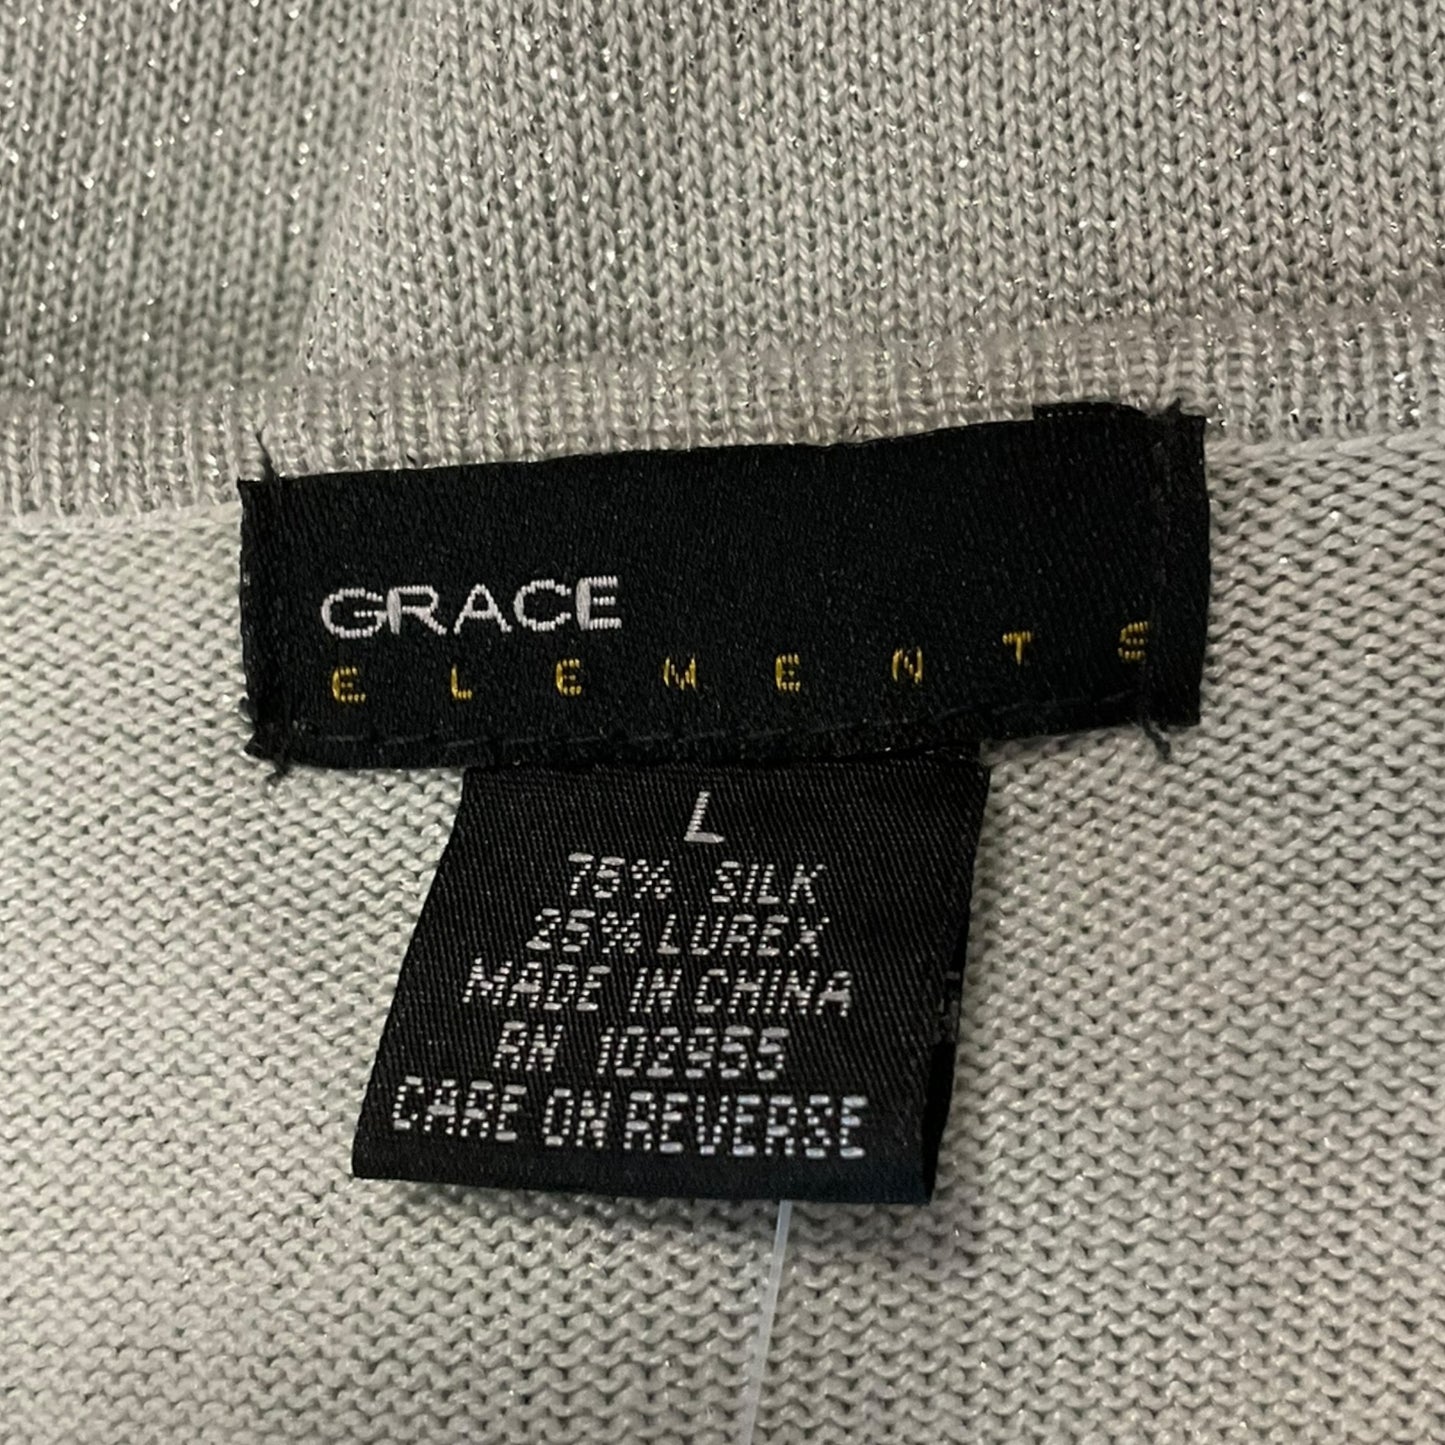 GRACE
ELEMENTS
L
75% SILK
25% LUREX
MADE IN CHINA
RN 102955
CARE ON REVERSE